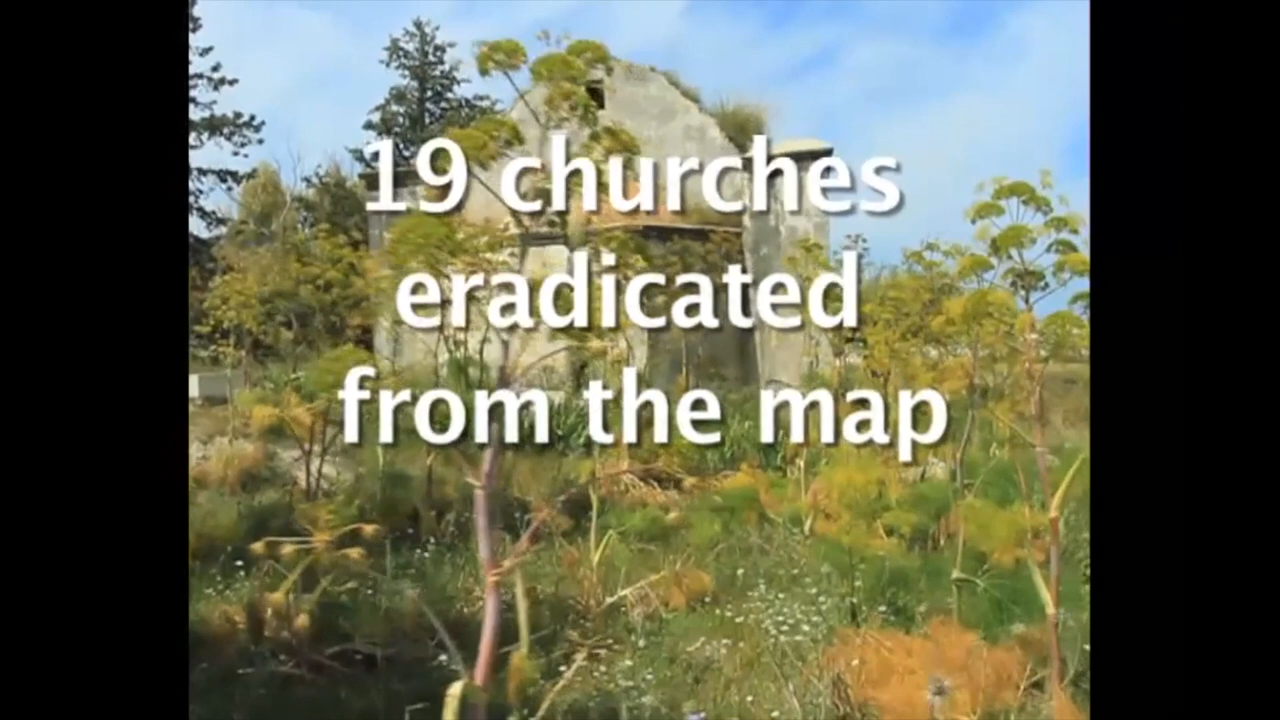 19 churches
eradicated
from the map